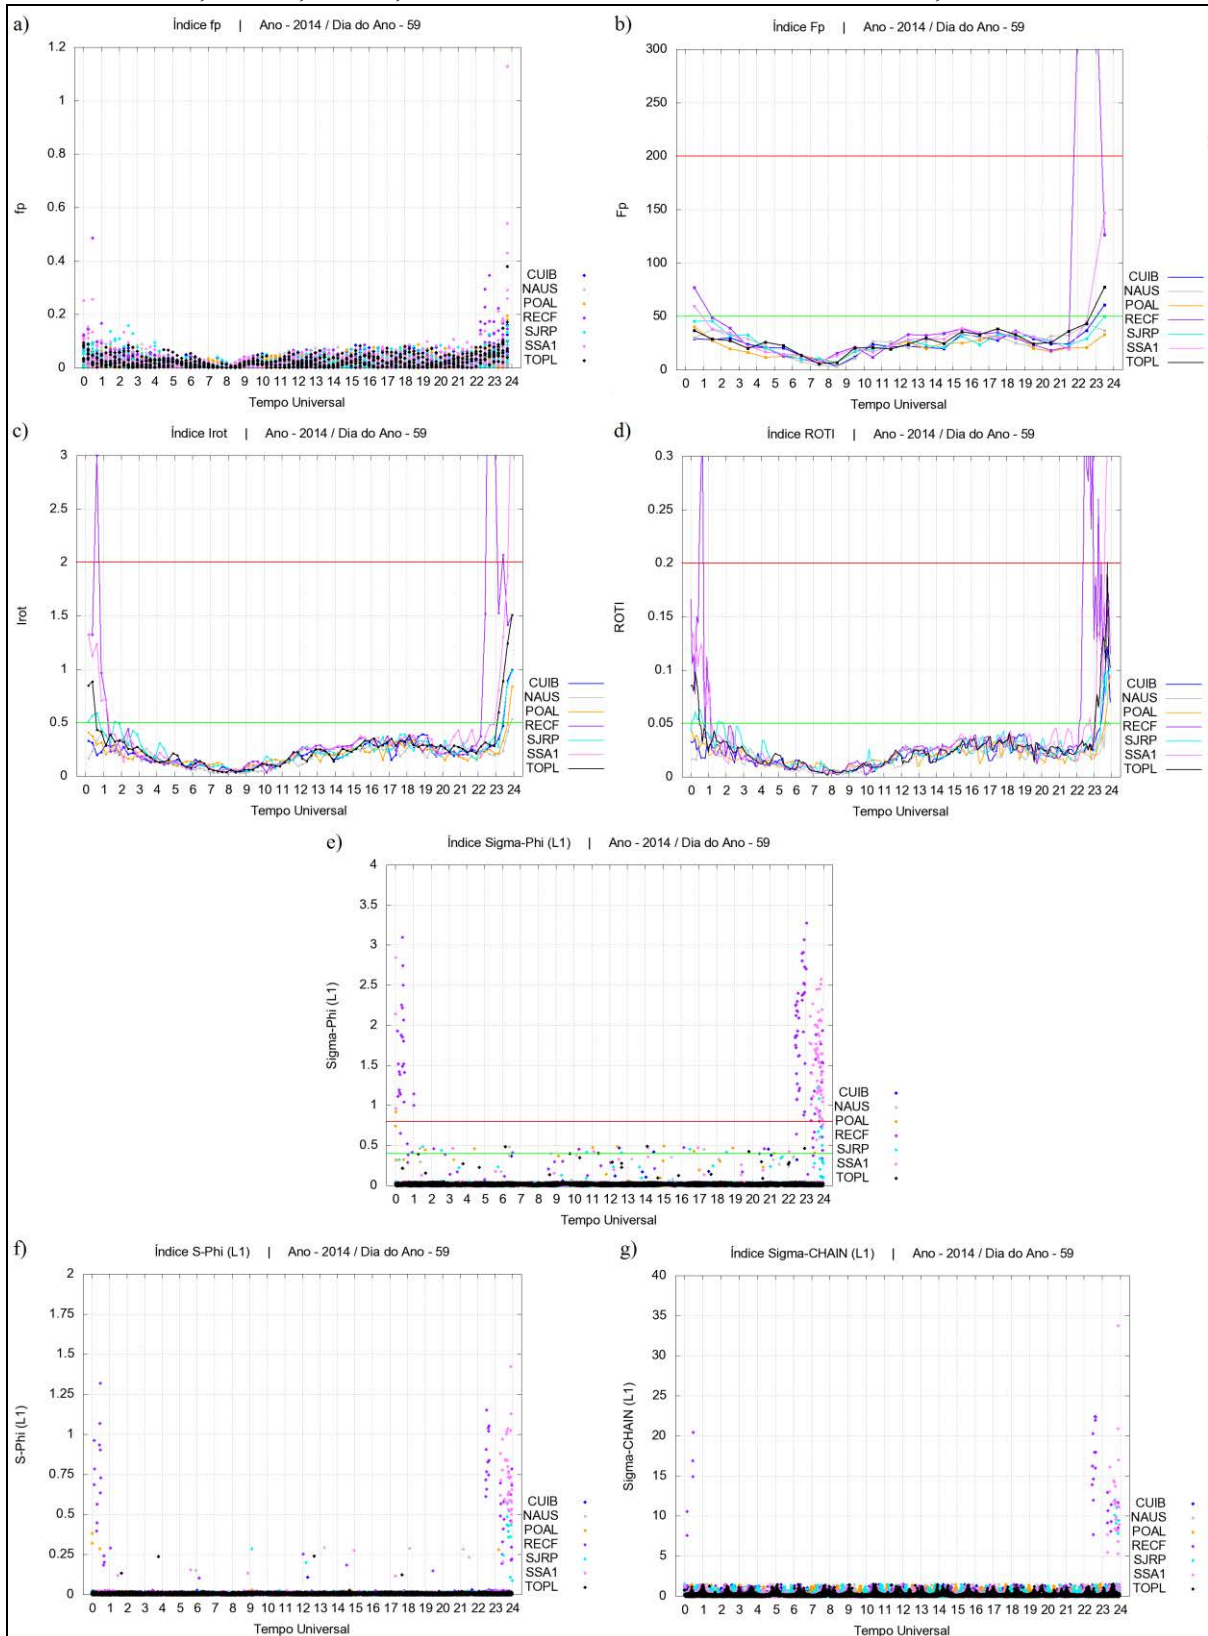 a) Índice fp | Ano - 2014 / Dia do Ano - 59
1.2
1
0.8
0.6
0.4
0.2
0
fp
CUIB
NAUS
POAL
RECF
SJRP
SSA1
TOPL
0 1 2 3 4 5 6 7 8 9 10 11 12 13 14 15 16 17 18 19 20 21 22 23 24
Tempo Universal
b) Índice Fp | Ano - 2014 / Dia do Ano - 59
300
250
200
150
100
50
0
Fp
CUIB
NAUS
POAL
RECF
SJRP
SSA1
TOPL
0 1 2 3 4 5 6 7 8 9 10 11 12 13 14 15 16 17 18 19 20 21 22 23 24
Tempo Universal
c) Índice Irot | Ano - 2014 / Dia do Ano - 59
3
2.5
2
1.5
1
0.5
0
Irot
CUIB
NAUS
POAL
RECF
SJRP
SSA1
TOPL
0 1 2 3 4 5 6 7 8 9 10 11 12 13 14 15 16 17 18 19 20 21 22 23 24
Tempo Universal
d) Índice ROTI | Ano - 2014 / Dia do Ano - 59
0.3
0.25
0.2
0.15
0.1
0.05
0
ROTI
CUIB
NAUS
POAL
RECF
SJRP
SSA1
TOPL
0 1 2 3 4 5 6 7 8 9 10 11 12 13 14 15 16 17 18 19 20 21 22 23 24
Tempo Universal
e) Índice Sigma-Phi (L1) | Ano - 2014 / Dia do Ano - 59
4
3.5
3
2.5
2
1.5
1
0.5
0
Sigma-Phi (L1)
CUIB
NAUS
POAL
RECF
SJRP
SSA1
TOPL
0 1 2 3 4 5 6 7 8 9 10 11 12 13 14 15 16 17 18 19 20 21 22 23 24
Tempo Universal
f) Índice S-Phi (L1) | Ano - 2014 / Dia do Ano - 59
2
1.75
1.5
1.25
1
0.75
0.5
0.25
0
S-Phi (L1)
CUIB
NAUS
POAL
RECF
SJRP
SSA1
TOPL
0 1 2 3 4 5 6 7 8 9 10 11 12 13 14 15 16 17 18 19 20 21 22 23 24
Tempo Universal
g) Índice Sigma-CHAIN (L1) | Ano - 2014 / Dia do Ano - 59
40
35
30
25
20
15
10
5
0
Sigma-CHAIN (L1)
CUIB
NAUS
POAL
RECF
SJRP
SSA1
TOPL
0 1 2 3 4 5 6 7 8 9 10 11 12 13 14 15 16 17 18 19 20 21 22 23 24
Tempo Universal